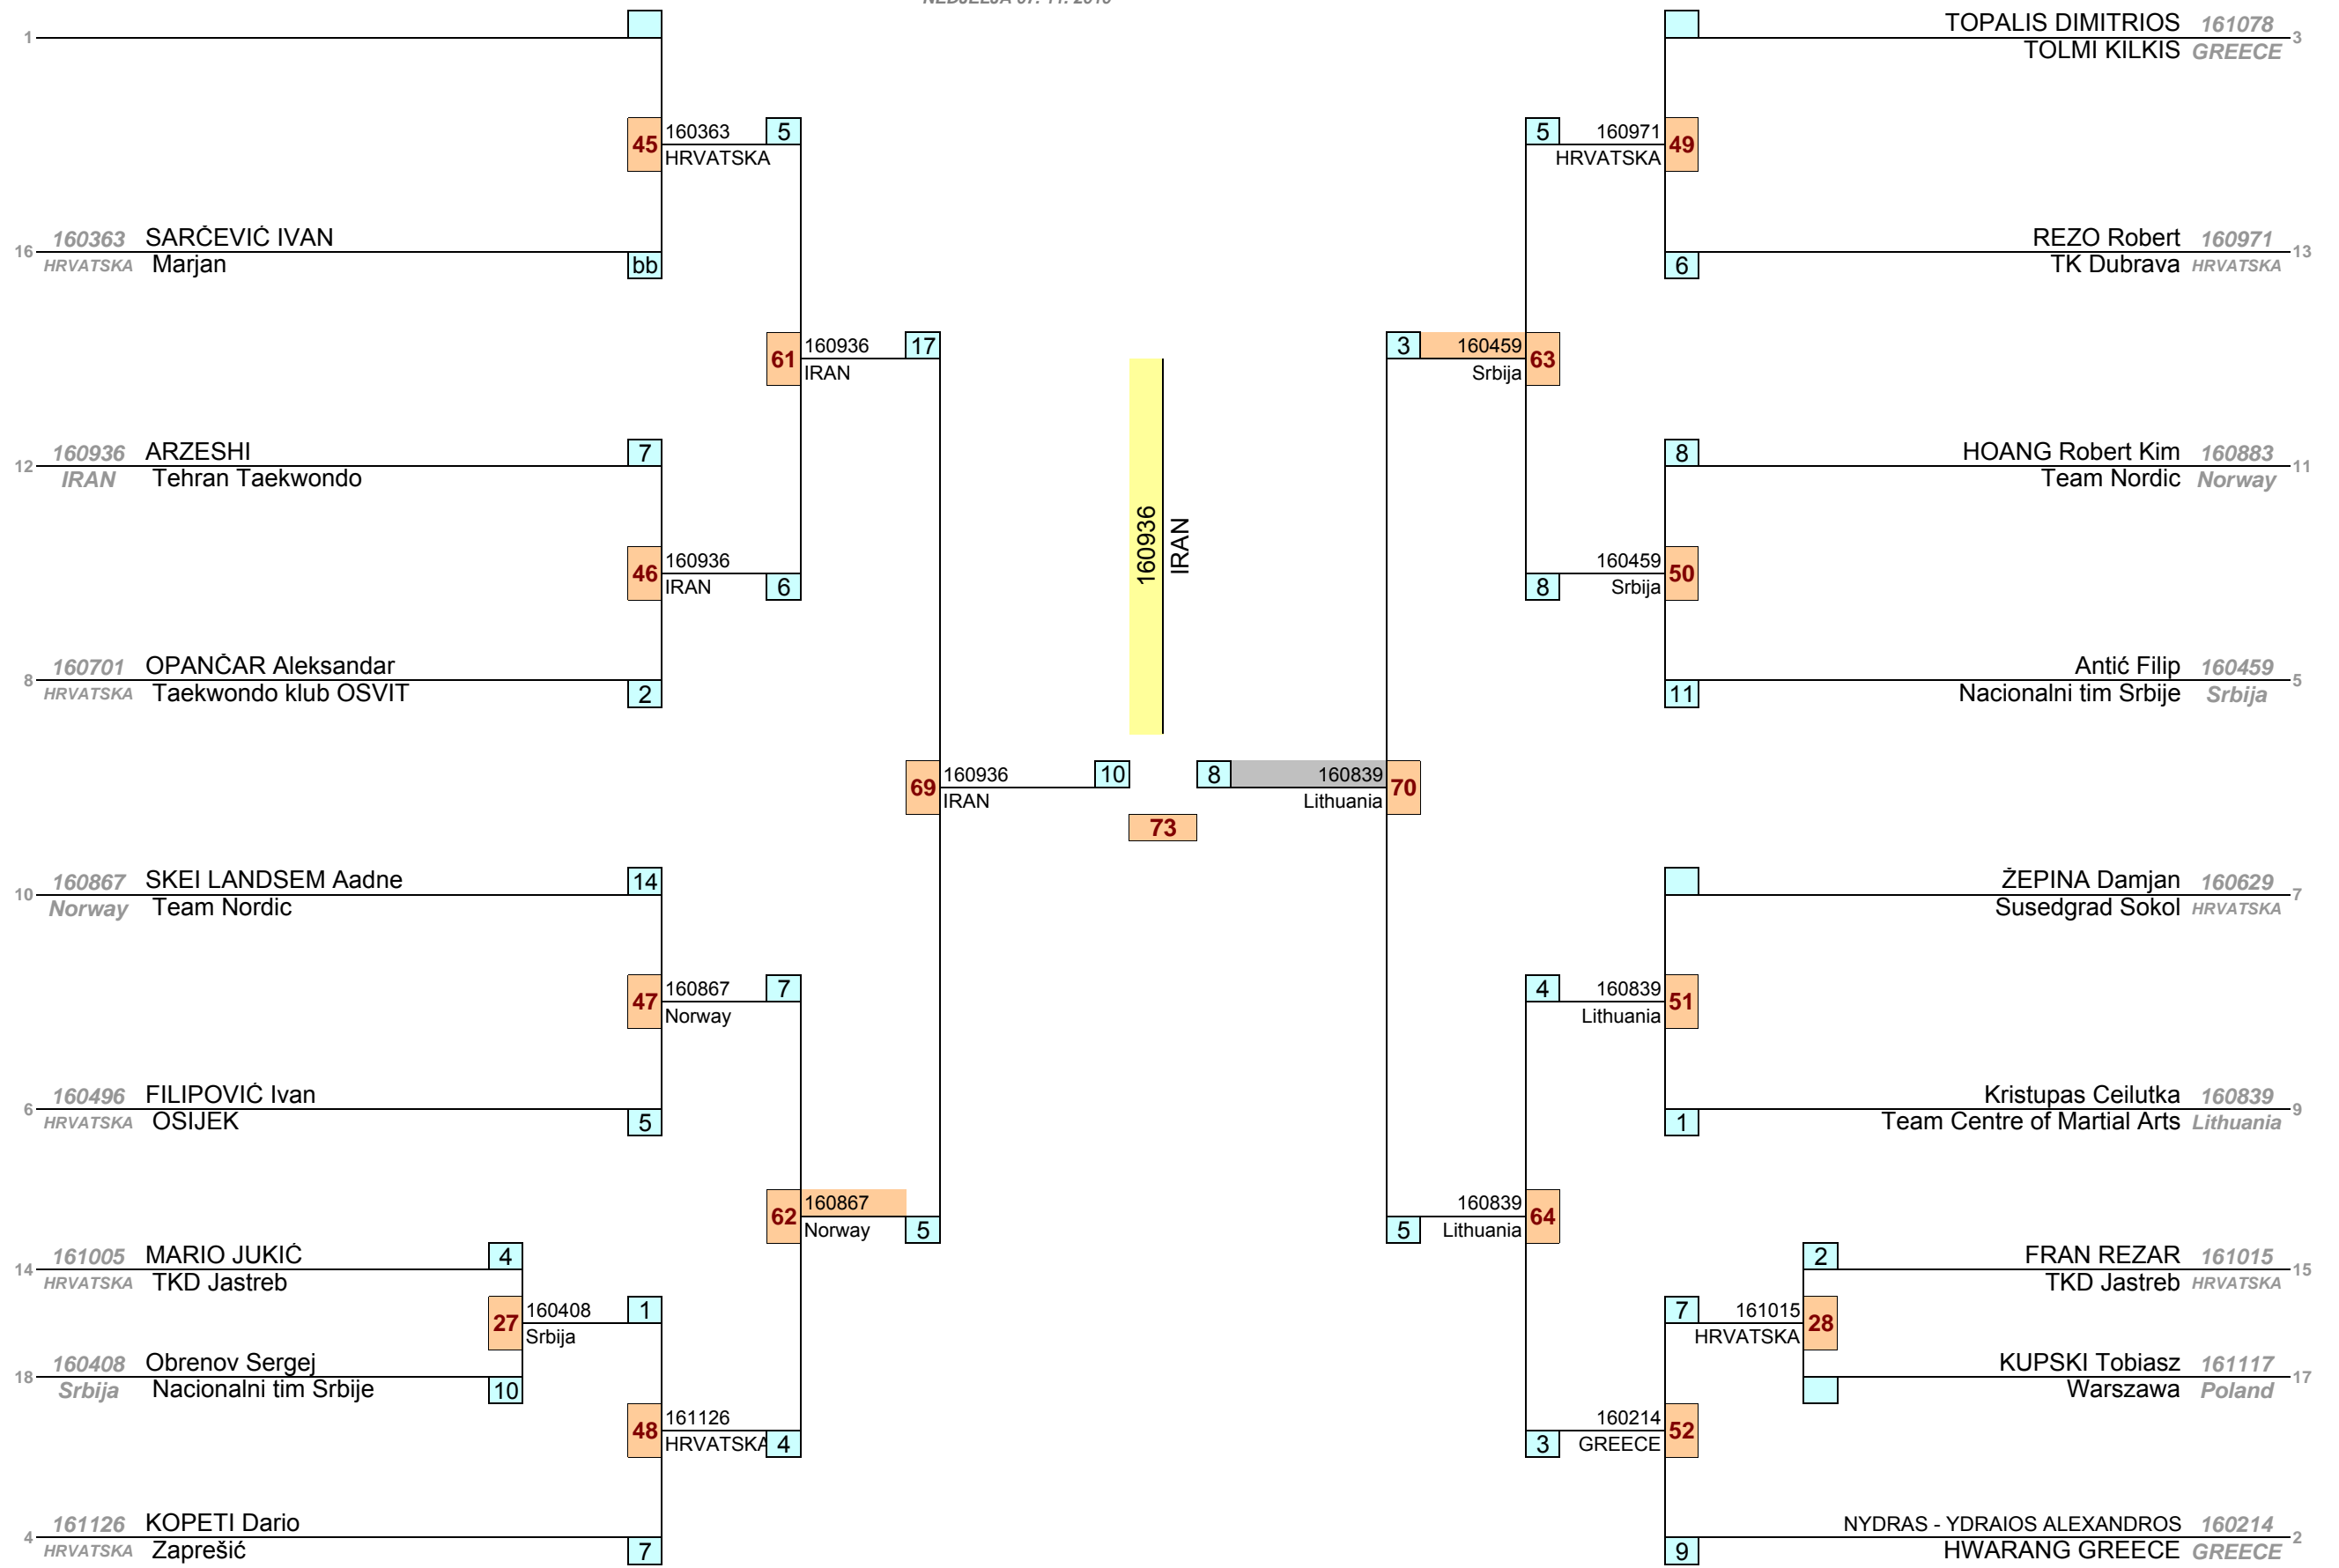 1
TOPALIS DIMITRIOS 161078
TOLMI KILKIS GREECE 3
45 160363 5
HRVATSKA
5 160971 49
HRVATSKA
16 160363 SARČEVIĆ IVAN
HRVATSKA Marjan bb
REZO Robert 160971 13
6 TK Dubrava HRVATSKA
61 160936 17
IRAN
3 160459 63
Srbija
12 160936 ARZESHI 7
IRAN Tehran Taekwondo
8 HOANG Robert Kim 160883 11
Team Nordic Norway
160936
IRAN
46 160936
IRAN 6
160459 50
8 Srbija
8 160701 OPANČAR Aleksandar
HRVATSKA Taekwondo klub OSVIT 2
Antić Filip 160459 5
11 Nacionalni tim Srbije Srbija
69 160936 10
IRAN
8 160839 70
Lithuania
73
10 160867 SKEI LANDSEM Aadne 14
Norway Team Nordic
ŽEPINA Damjan 160629 7
Susedgrad Sokol HRVATSKA
47 160867 7
Norway
4 160839 51
Lithuania
6 160496 FILIPOVIĆ Ivan
HRVATSKA OSIJEK 5
Kristupas Ceilutka 160839 9
1 Team Centre of Martial Arts Lithuania
62 160867
Norway 5
160839 64
5 Lithuania
14 161005 MARIO JUKIĆ 4
HRVATSKA TKD Jastreb
2 FRAN REZAR 161015 15
TKD Jastreb HRVATSKA
27 160408 1
Srbija
7 161015 28
HRVATSKA
18 160408 Obrenov Sergej
Srbija Nacionalni tim Srbije 10
KUPSKI Tobiasz 161117 17
Warszawa Poland
48 161126
HRVATSKA 4
160214 52
3 GREECE
4 161126 KOPETI Dario
HRVATSKA Zaprešić 7
NYDRAS - YDRAIOS ALEXANDROS 160214 2
9 HWARANG GREECE GREECE